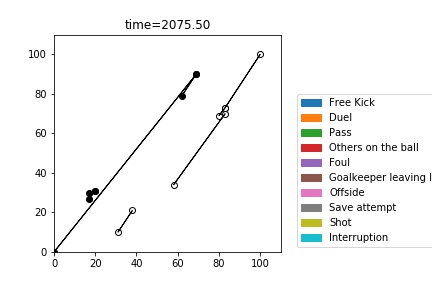 time=2075.50
100
80
60
40
20
0
0
20
40
60
80
100
Free Kick
Duel
Pass
Others on the ball
Foul
Goalkeeper leaving l
Offside
Save attempt
Shot
Interruption